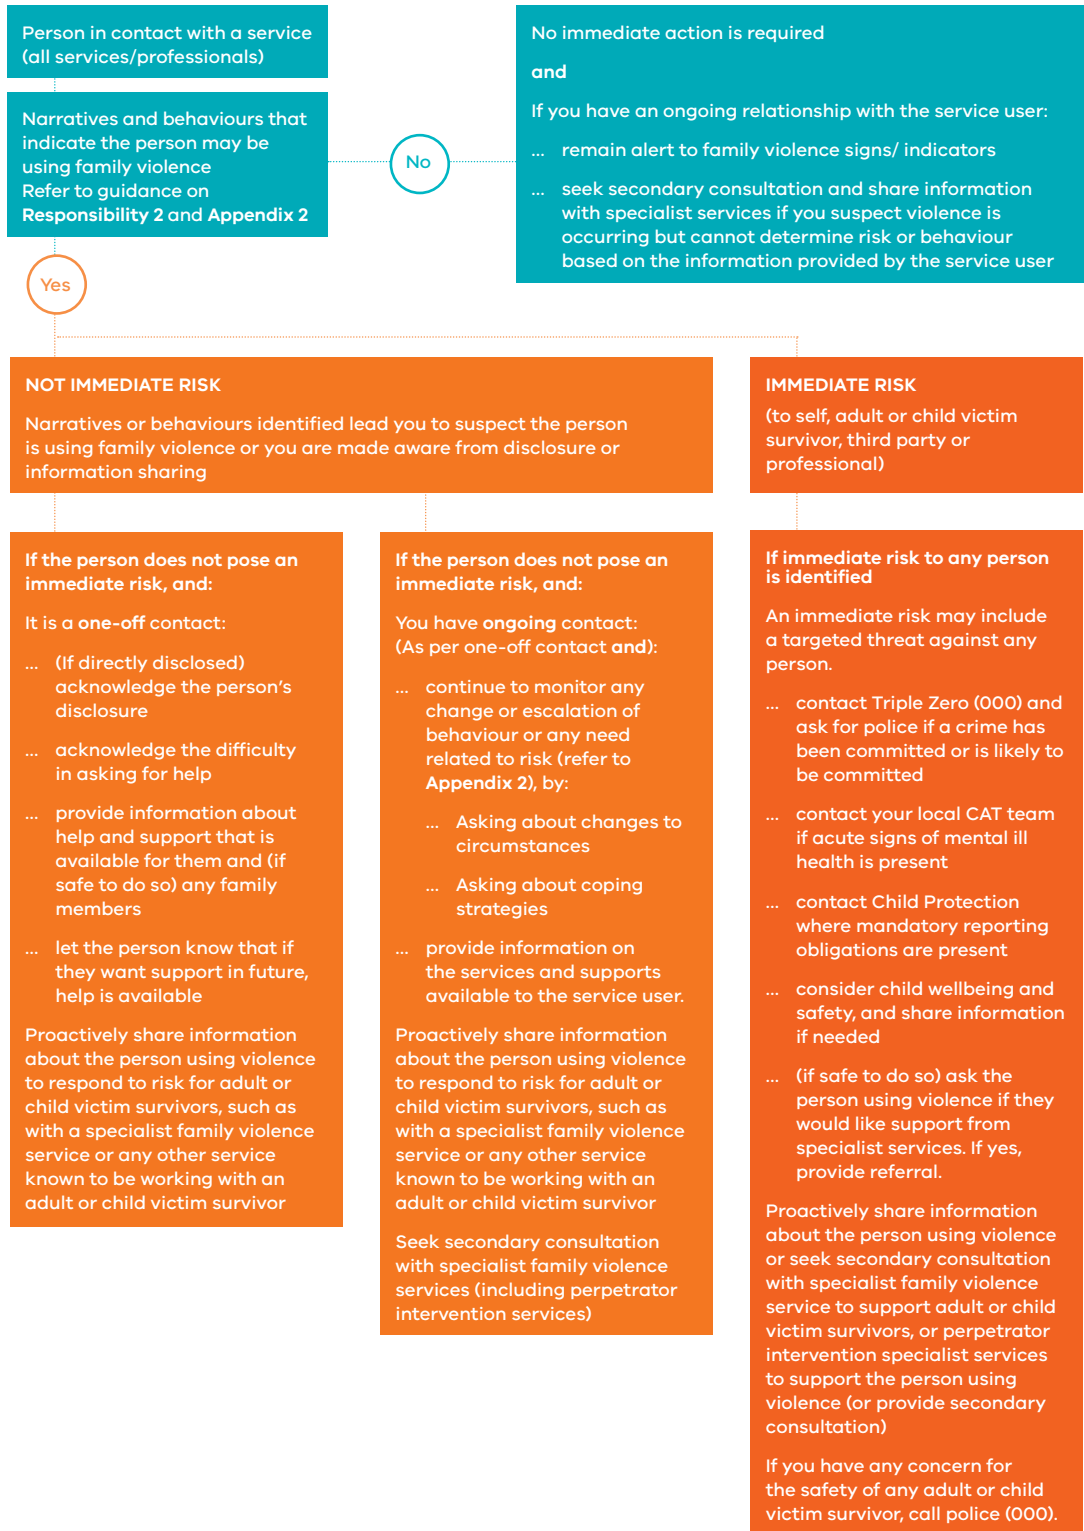 Person in contact with a service
(all services/professionals)
Narratives and behaviours that
indicate the person may be
using family violence
Refer to guidance on
Responsibility 2 and Appendix 2
No
No immediate action is required
and
If you have an ongoing relationship with the service user:
... remain alert to family violence signs/ indicators
... seek secondary consultation and share information
with specialist services if you suspect violence is
occurring but cannot determine risk or behaviour
based on the information provided by the service user
Yes
NOT IMMEDIATE RISK
Narratives or behaviours identified lead you to suspect the person
is using family violence or you are made aware from disclosure or
information sharing
IMMEDIATE RISK
(to self, adult or child victim
survivor, third party or
professional)
If the person does not pose an
immediate risk, and:
It is a one-off contact:
... (If directly disclosed)
acknowledge the person's
disclosure
... acknowledge the difficulty
in asking for help
... provide information about
help and support that is
available for them and (if
safe to do so) any family
members
... let the person know that if
they want support in future,
help is available
Proactively share information
about the person using violence
to respond to risk for adult or
child victim survivors, such as
with a specialist family violence
service or any other service
known to be working with an
adult or child victim survivor
If the person does not pose an
immediate risk, and:
You have ongoing contact:
(As per one-off contact and):
... continue to monitor any
change or escalation of
behaviour or any need
related to risk (refer to
Appendix 2), by:
... Asking about changes to
circumstances
... Asking about coping
strategies
... provide information on
the services and supports
available to the service user.
Proactively share information
about the person using violence
to respond to risk for adult or
child victim survivors, such as
with a specialist family violence
service or any other service
known to be working with an
adult or child victim survivor
Seek secondary consultation
with specialist family violence
services (including perpetrator
intervention services)
If immediate risk to any person
is identified
An immediate risk may include
a targeted threat against any
person.
... contact Triple Zero (000) and
ask for police if a crime has
been committed or is likely to
be committed
... contact your local CAT team
if acute signs of mental ill
health is present
... contact Child Protection
where mandatory reporting
obligations are present
... consider child wellbeing and
safety, and share information
if needed
... (if safe to do so) ask the
person using violence if they
would like support from
specialist services. If yes,
provide referral.
Proactively share information
about the person using violence
or seek secondary consultation
with specialist family violence
service to support adult or child
victim survivors, or perpetrator
intervention specialist services
to support the person using
violence (or provide secondary
consultation)
If you have any concern for
the safety of any adult or child
victim survivor, call police (000).